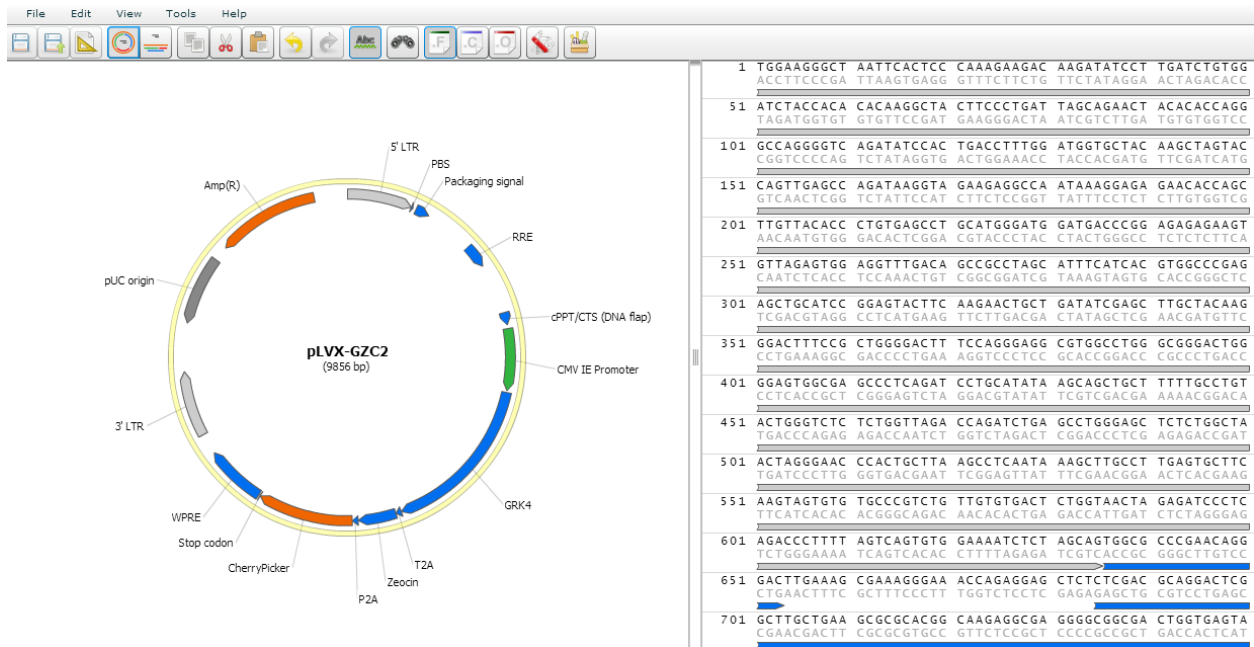 File Edit View Tools Help
Abc .F .C .O
5' LTR
PBS
Packaging signal
Amp(R)
RRE
pUC origin
cPPT/CTS (DNA flap)
pLVX-GZC2
(9856 bp)
CMV IE Promoter
3' LTR
GRK4
WPRE
Stop codon
T2A
CherryPicker
Zeocin
P2A
1 TGGAAGGGCT AATTCACTCC CAAAGAAGAC AAGATATCCT TGATCTGTGG
ACCTTCCCGA TTAAGTGAGG GTTTCTTCTG TTCTATAGGA ACTAGACACC
51 ATCTACCACA CACAAGGCTA CTTCCCTGAT TAGCAGAACT ACACACCAGG
TAGATGGTGT GTGTTCCGAT GAAGGGACTA ATCGTCTTGA TGTGTGGTCC
101 GCCAGGGGTC AGATATCCAC TGACCTTTGG ATGGTGCTAC AAGCTAGTAC
CGGTCCCCAG TCTATAGGTG ACTGGAAACC TACCACGATG TTCGATCATG
151 CAGTTGAGCC AGATAAGGTA GAAGAGGCCA ATAAAGGAGA GAACACCAGC
GTCAACTCGG TCTATTCCAT CTTCTCCGGT TATTTCCTCT CTTGTGGTCG
201 TTGTTACACC CTGTGAGCCT GCATGGGATG GATGACCCGG AGAGAGAAGT
AACAATGTGG GACACTCGGA CGTACCCTAC CTACTGGGCC TCTCTCTTCA
251 GTTAGAGTGG AGGTTTGACA GCCGCCTAGC ATTTCATCAC GTGGCCCGAG
CAATCTCACC TCCAAACTGT CGGCGGATCG TAAAGTAGTG CACCGGGCTC
301 AGCTGCATCC GGAGTACTTC AAGAACTGCT GATATCGAGC TTGCTACAAG
TCGACGTAGG CCTCATGAAG TTCTTGACGA CTATAGCTCG AACGATGTTC
351 GGACTTTCCG CTGGGGACTT TCCAGGGAGG CGTGGCCTGG GCGGGACTGG
CCTGAAAGGC GACCCCTGAA AGGTCCCTCC GCACCGGACC CGCCCTGACC
401 GGAGTGGCGA GCCCTCAGAT CCTGCATATA AGCAGCTGCT TTTTGCCTGT
CCTCACCGCT CGGGAGTCTA GGACGTATAT TCGTCGACGA AAAACGGACA
451 ACTGGGTCTC TCTGGTTAGA CCAGATCTGA GCCTGGGAGC TCTCTGGCTA
TGACCCAGAG AGACCAATCT GGTCTAGACT CGGACCCTCG AGAGACCGAT
501 ACTAGGGAAC CCACTGCTTA AGCCTCAATA AAGCTTGCCT TGAGTGCTTC
TGATCCCTTG GGTGACGAAT TCGGAGTTAT TTCGAACGGA ACTCACGAAG
551 AAGTAGTGTG TGCCCGTCTG TTGTGTGACT CTGGTAACTA GAGATCCCTC
TTCATCACAC ACGGGCAGAC AACACACTGA GACCATTGAT CTCTAGGGAG
601 AGACCCTTTT AGTCAGTGTG GAAAATCTCT AGCAGTGGCG CCCGAACAGG
TCTGGGAAAA TCAGTCACAC CTTTTAGAGA TCGTCACCGC GGGCTTGTCC
651 GACTTGAAAG CGAAAGGGAA ACCAGAGGAG CTCTCTCGAC GCAGGACTCG
CTGAACTTTC GCTTTCCCTT TGGTCTCCTC GAGAGAGCTG CGTCCTGAGC
701 GCTTGCTGAA GCGCGCACGG CAAGAGGCGA GGGGCGGCGA CTGGTGAGTA
CGAACGACTT CGCGCGTGCC GTTCTCCGCT CCCCGCCGCT GACCACTCAT